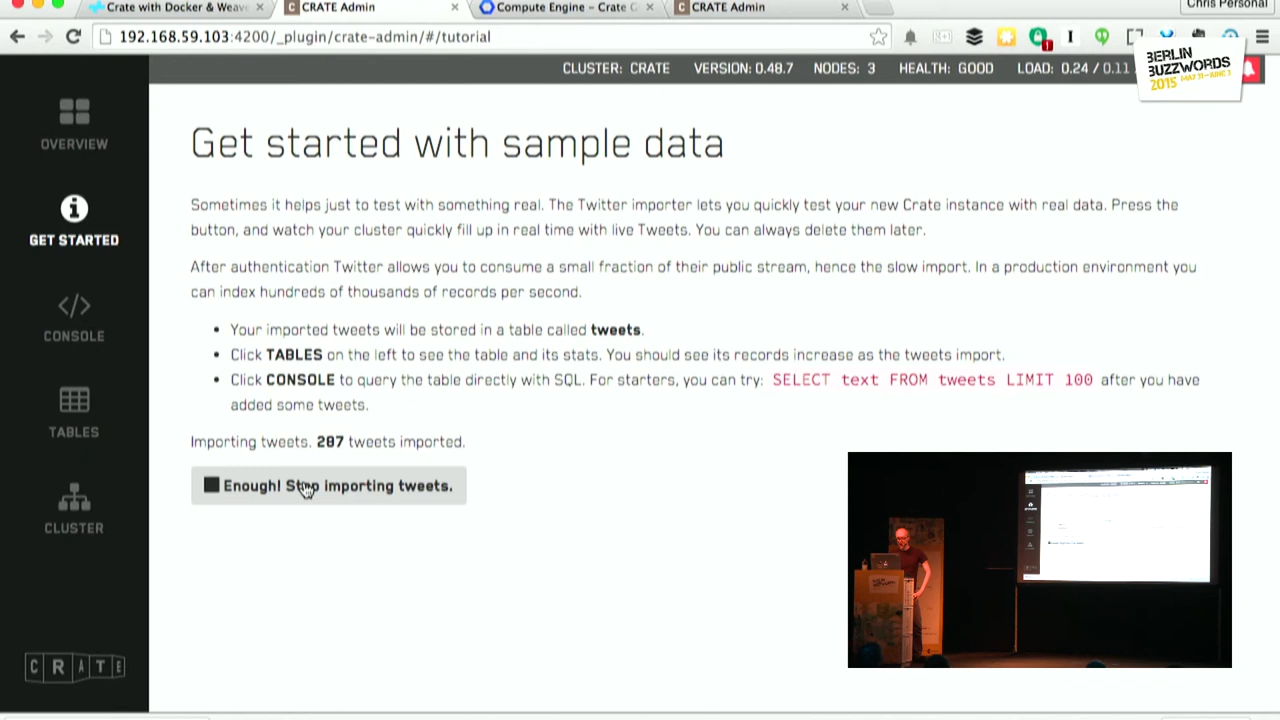 Crate with Docker & Weave
CRATE Admin
Compute Engine – Crate
CRATE Admin
Chris Personal
192.168.59.103:4200/_plugin/crate-admin/#/tutorial
BERLIN
BUZZWORDS
2015
CLUSTER: CRATE VERSION: 0.48.7 NODES: 3 HEALTH: GOOD LOAD: 0.24 / 0.11
OVERVIEW
GET STARTED
CONSOLE
TABLES
CLUSTER
CRATE
Get started with sample data
Sometimes it helps just to test with something real. The Twitter importer lets you quickly test your new Crate instance with real data. Press the
button, and watch your cluster quickly fill up in real time with live Tweets. You can always delete them later.
After authentication Twitter allows you to consume a small fraction of their public stream, hence the slow import. In a production environment you
can index hundreds of thousands of records per second.
Your imported tweets will be stored in a table called tweets.
Click TABLES on the left to see the table and its stats. You should see its records increase as the tweets import.
Click CONSOLE to query the table directly with SQL. For starters, you can try: SELECT text FROM tweets LIMIT 100 after you have
added some tweets.
Importing tweets. 287 tweets imported.
Enough! Stop importing tweets.